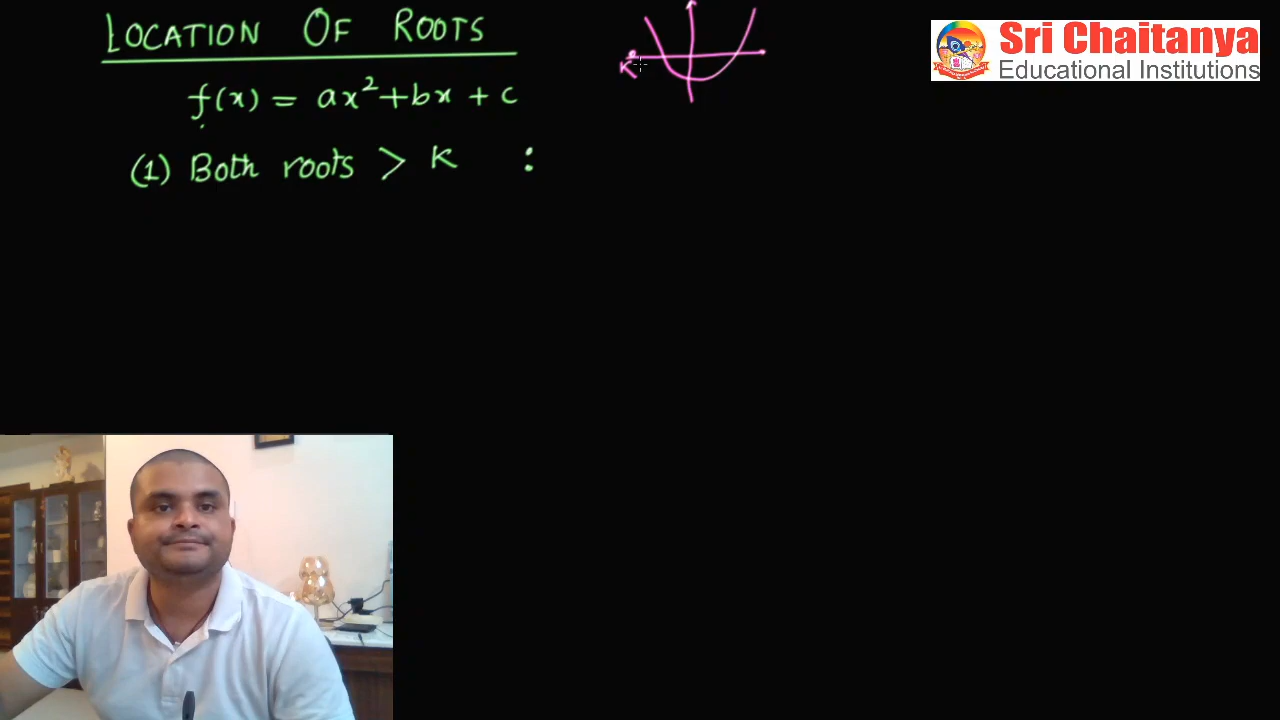 LOCATION OF ROOTS
f(x) = ax²+bx + c
(1) Both roots > K :
K
Sri Chaitanya
Educational Institutions